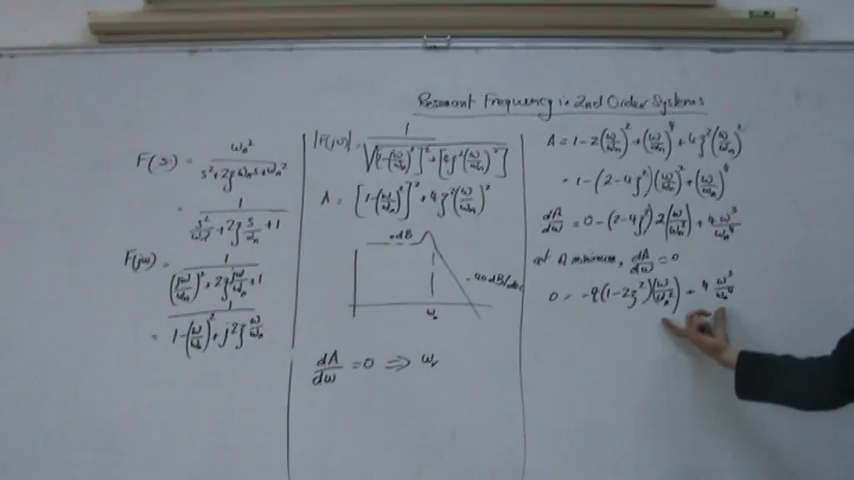 Resonant Frequency in 2nd Order Systems
F(s) = ωn² / (s² + 2ζωn s + ωn²)
= 1 / (s²/ωn² + 2ζ s/ωn + 1)
F(jω) = 1 / ((jω/ωn)² + 2ζ jω/ωn + 1)
= 1 / (1 - (ω/ωn)² + j2ζ ω/ωn)
|F(jω)| = 1 / √([1-(ω/ωn)²]² + [4ζ²(ω/ωn)²])
A = [1-(ω/ωn)²]² + 4ζ²(ω/ωn)²
0dB
-40dB/dec
ωr
dA/dω = 0 ⟹ ωr
A = 1 - 2(ω/ωn)² + (ω/ωn)⁴ + 4ζ²(ω/ωn)²
= 1 - (2-4ζ²)(ω/ωn)² + (ω/ωn)⁴
dA/dω = 0 - (2-4ζ²) 2(ω/ωn²) + 4 ω³/ωn⁴
at A minimum, dA/dω = 0
0 = -4(1-2ζ²)(ω/ωn²) + 4 ω³/ωn⁴